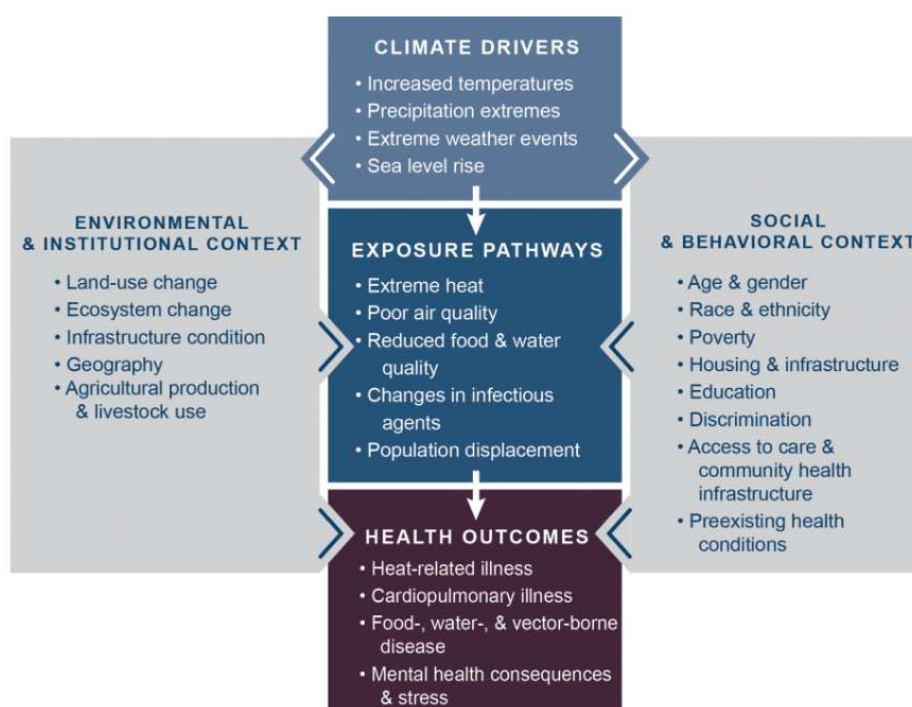 CLIMATE DRIVERS
• Increased temperatures
• Precipitation extremes
• Extreme weather events
• Sea level rise
ENVIRONMENTAL
& INSTITUTIONAL CONTEXT
• Land-use change
• Ecosystem change
• Infrastructure condition
• Geography
• Agricultural production
& livestock use
EXPOSURE PATHWAYS
• Extreme heat
• Poor air quality
• Reduced food & water
quality
• Changes in infectious
agents
• Population displacement
SOCIAL
& BEHAVIORAL CONTEXT
• Age & gender
• Race & ethnicity
• Poverty
• Housing & infrastructure
• Education
• Discrimination
• Access to care &
community health
infrastructure
• Preexisting health
conditions
HEALTH OUTCOMES
• Heat-related illness
• Cardiopulmonary illness
• Food-, water-, & vector-borne
disease
• Mental health consequences
& stress